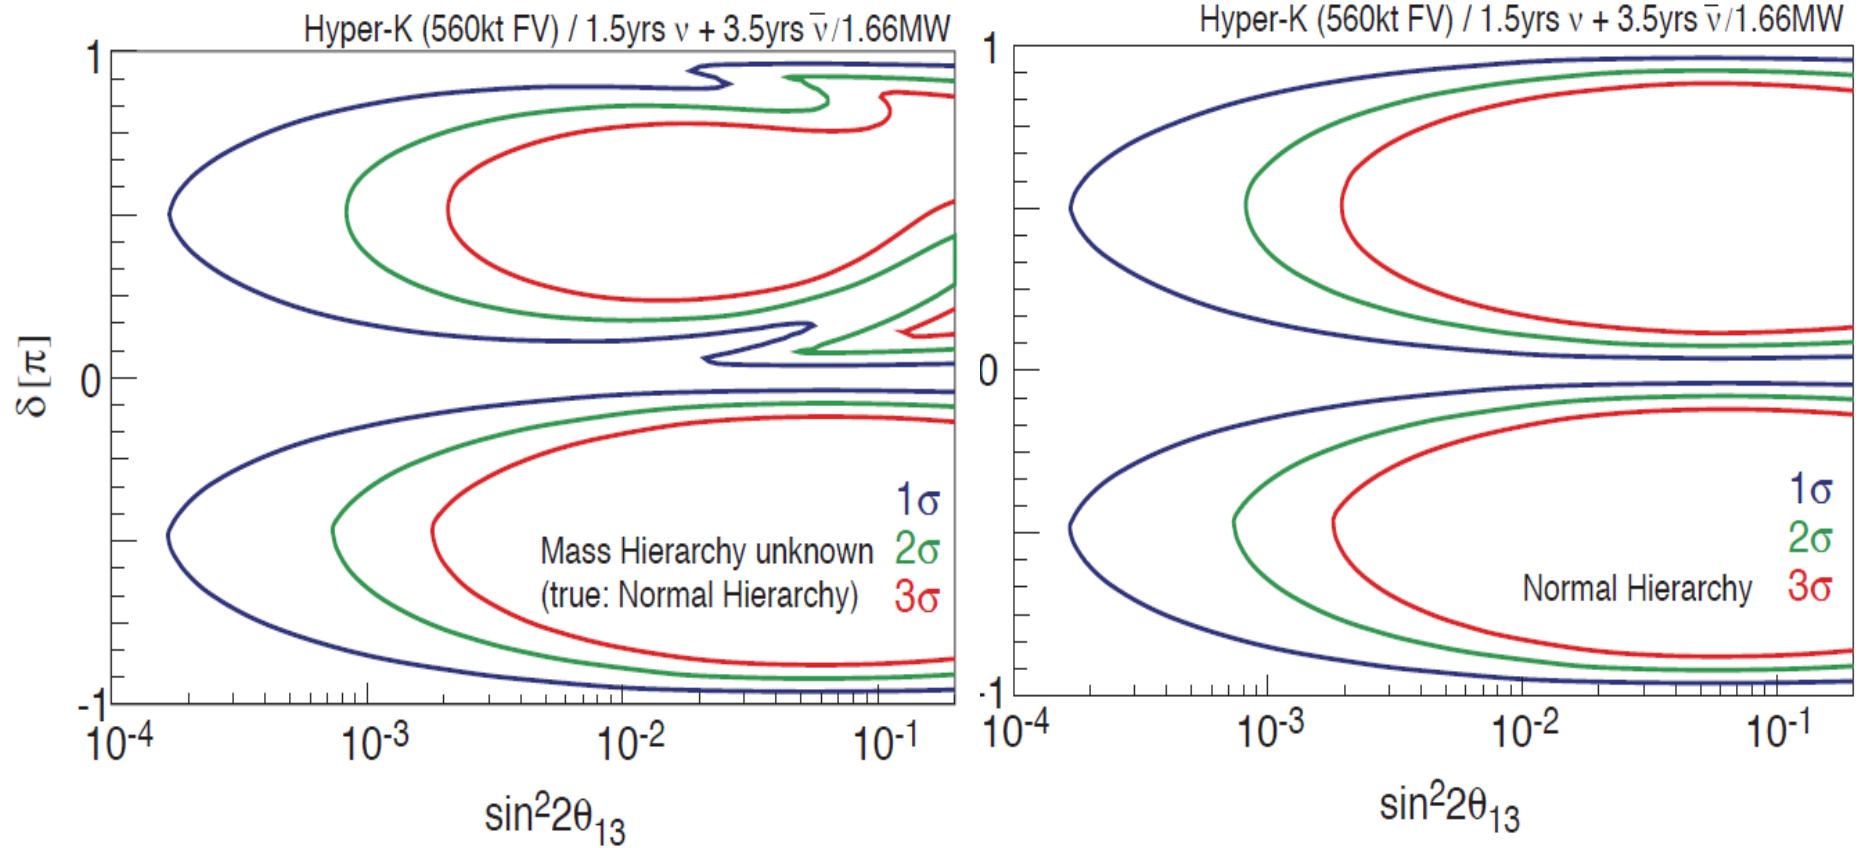 Hyper-K (560kt FV) / 1.5yrs ν + 3.5yrs ν̅/1.66MW
1
0
-1
δ [π]
1σ
Mass Hierarchy unknown 2σ
(true: Normal Hierarchy) 3σ
10⁻⁴ 10⁻³ 10⁻² 10⁻¹
sin²2θ₁₃
Hyper-K (560kt FV) / 1.5yrs ν + 3.5yrs ν̅/1.66MW
1
0
-1
1σ
2σ
Normal Hierarchy 3σ
10⁻⁴ 10⁻³ 10⁻² 10⁻¹
sin²2θ₁₃